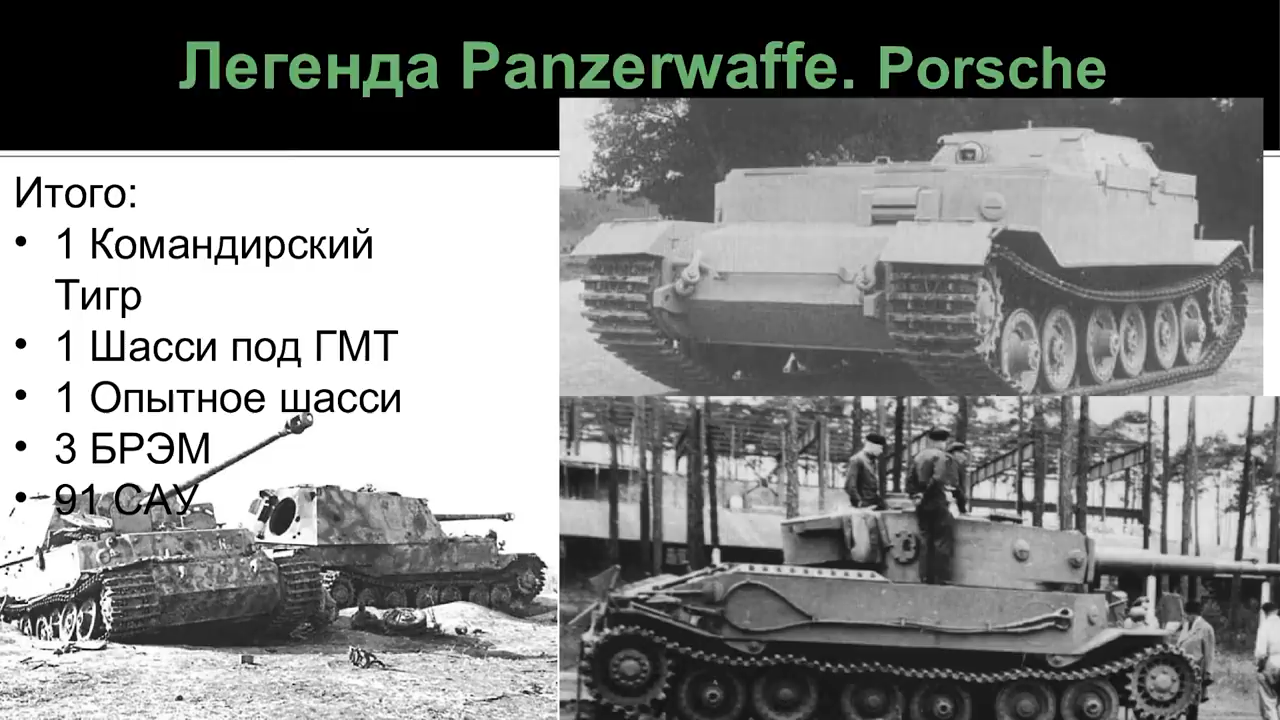 Легенда Panzerwaffe. Porsche
Итого:
• 1 Командирский
Тигр
• 1 Шасси под ГМТ
• 1 Опытное шасси
• 3 БРЭМ
• 91 САУ